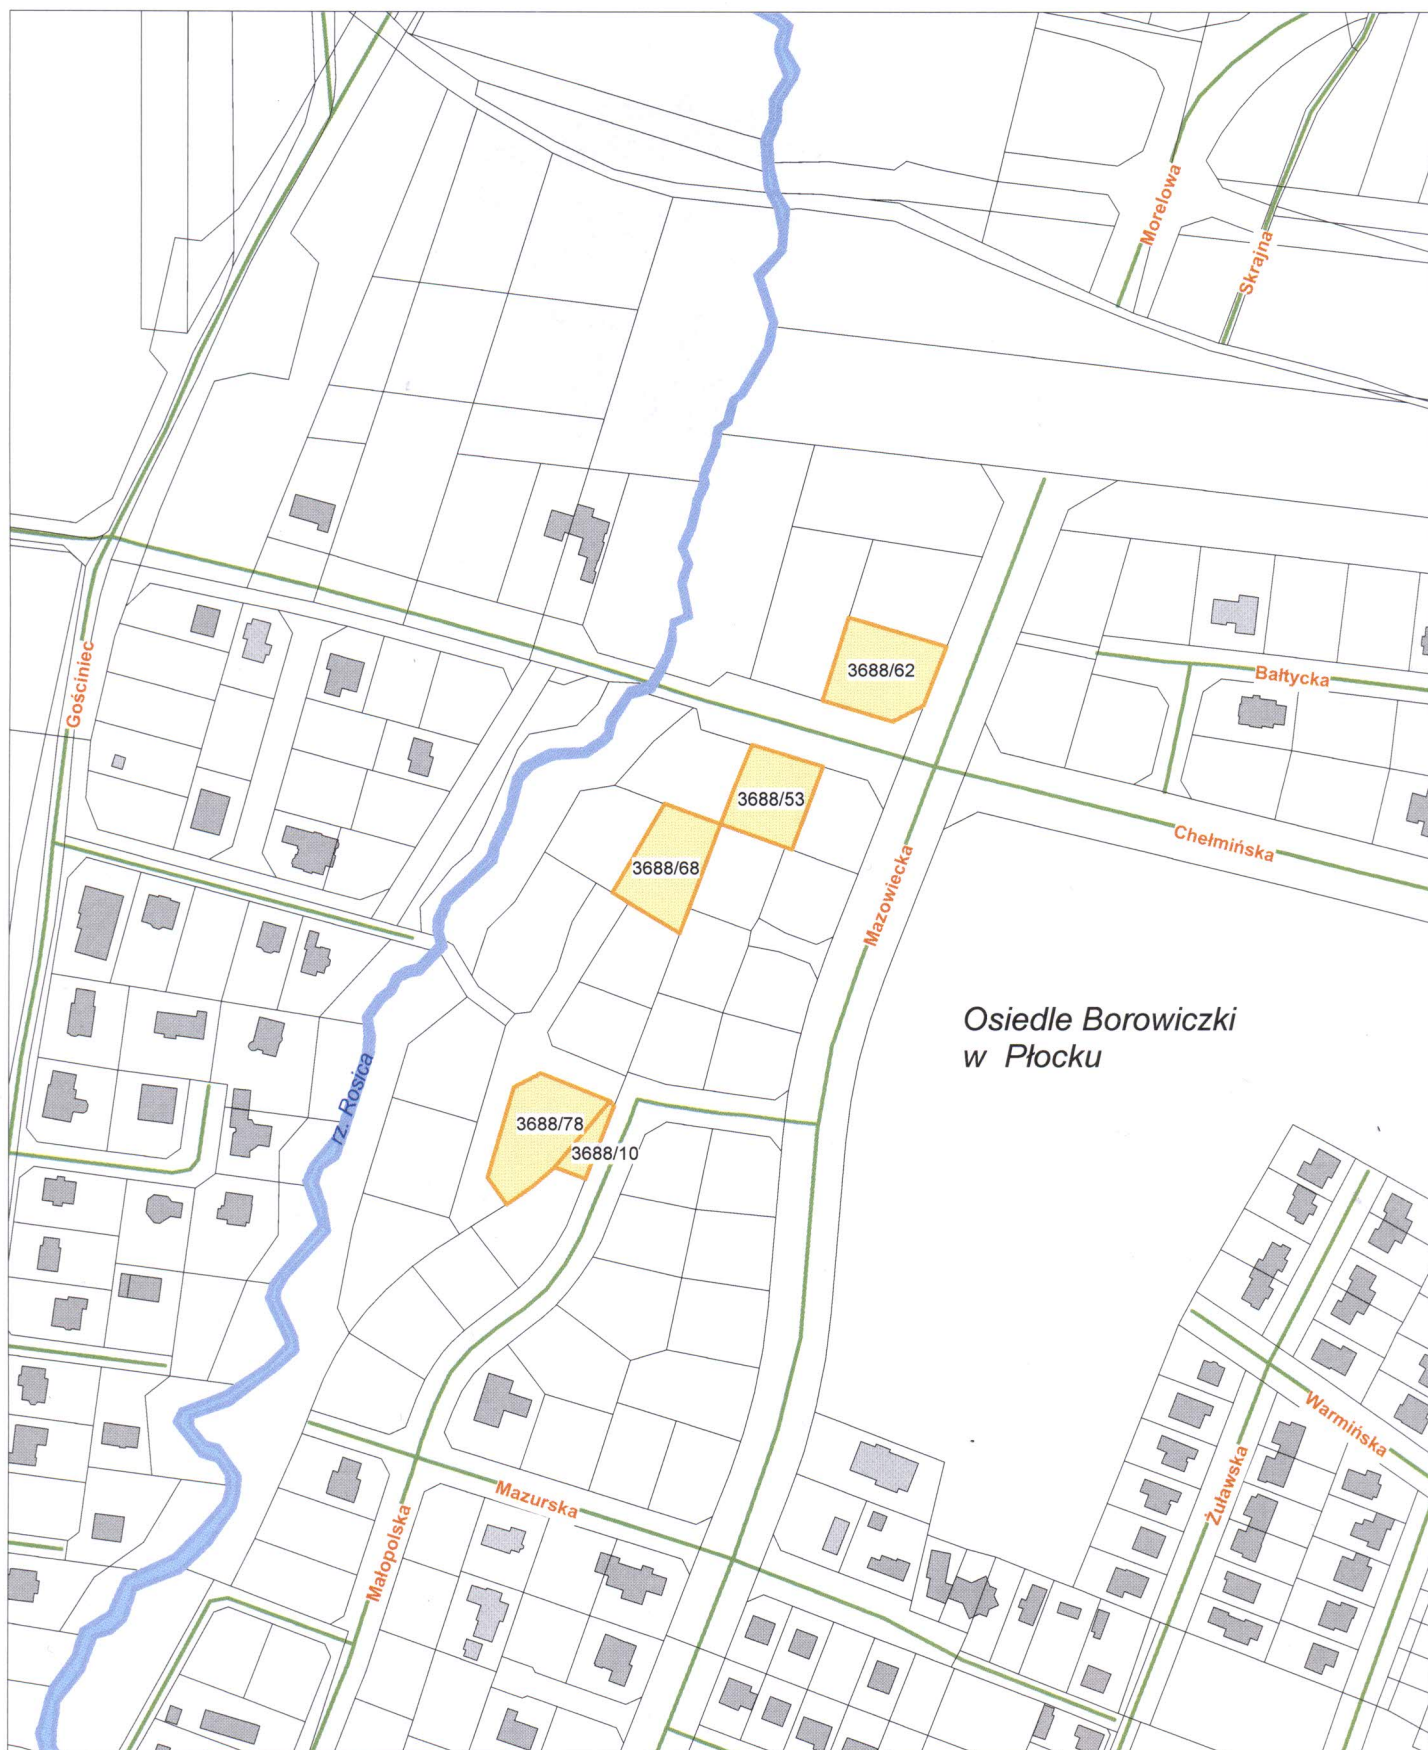 Morelowa
Skrajna
Gościniec
3688/62
Bałtycka
3688/53
Chełmińska
3688/68
Mazowiecka
Osiedle Borowiczki
w Płocku
rz. Rosica
3688/78
3688/10
Warmińska
Żuławska
Mazurska
Małopolska